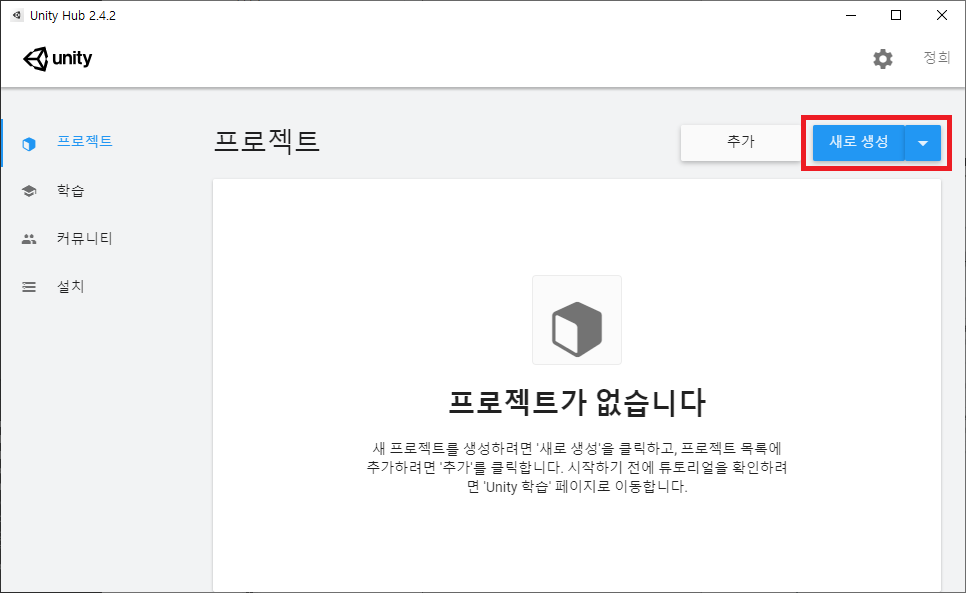 Unity Hub 2.4.2
unity
정희
프로젝트
학습
커뮤니티
설치
프로젝트
추가
새로 생성
프로젝트가 없습니다
새 프로젝트를 생성하려면 '새로 생성'을 클릭하고, 프로젝트 목록에
추가하려면 '추가'를 클릭합니다. 시작하기 전에 튜토리얼을 확인하려
면 'Unity 학습' 페이지로 이동합니다.